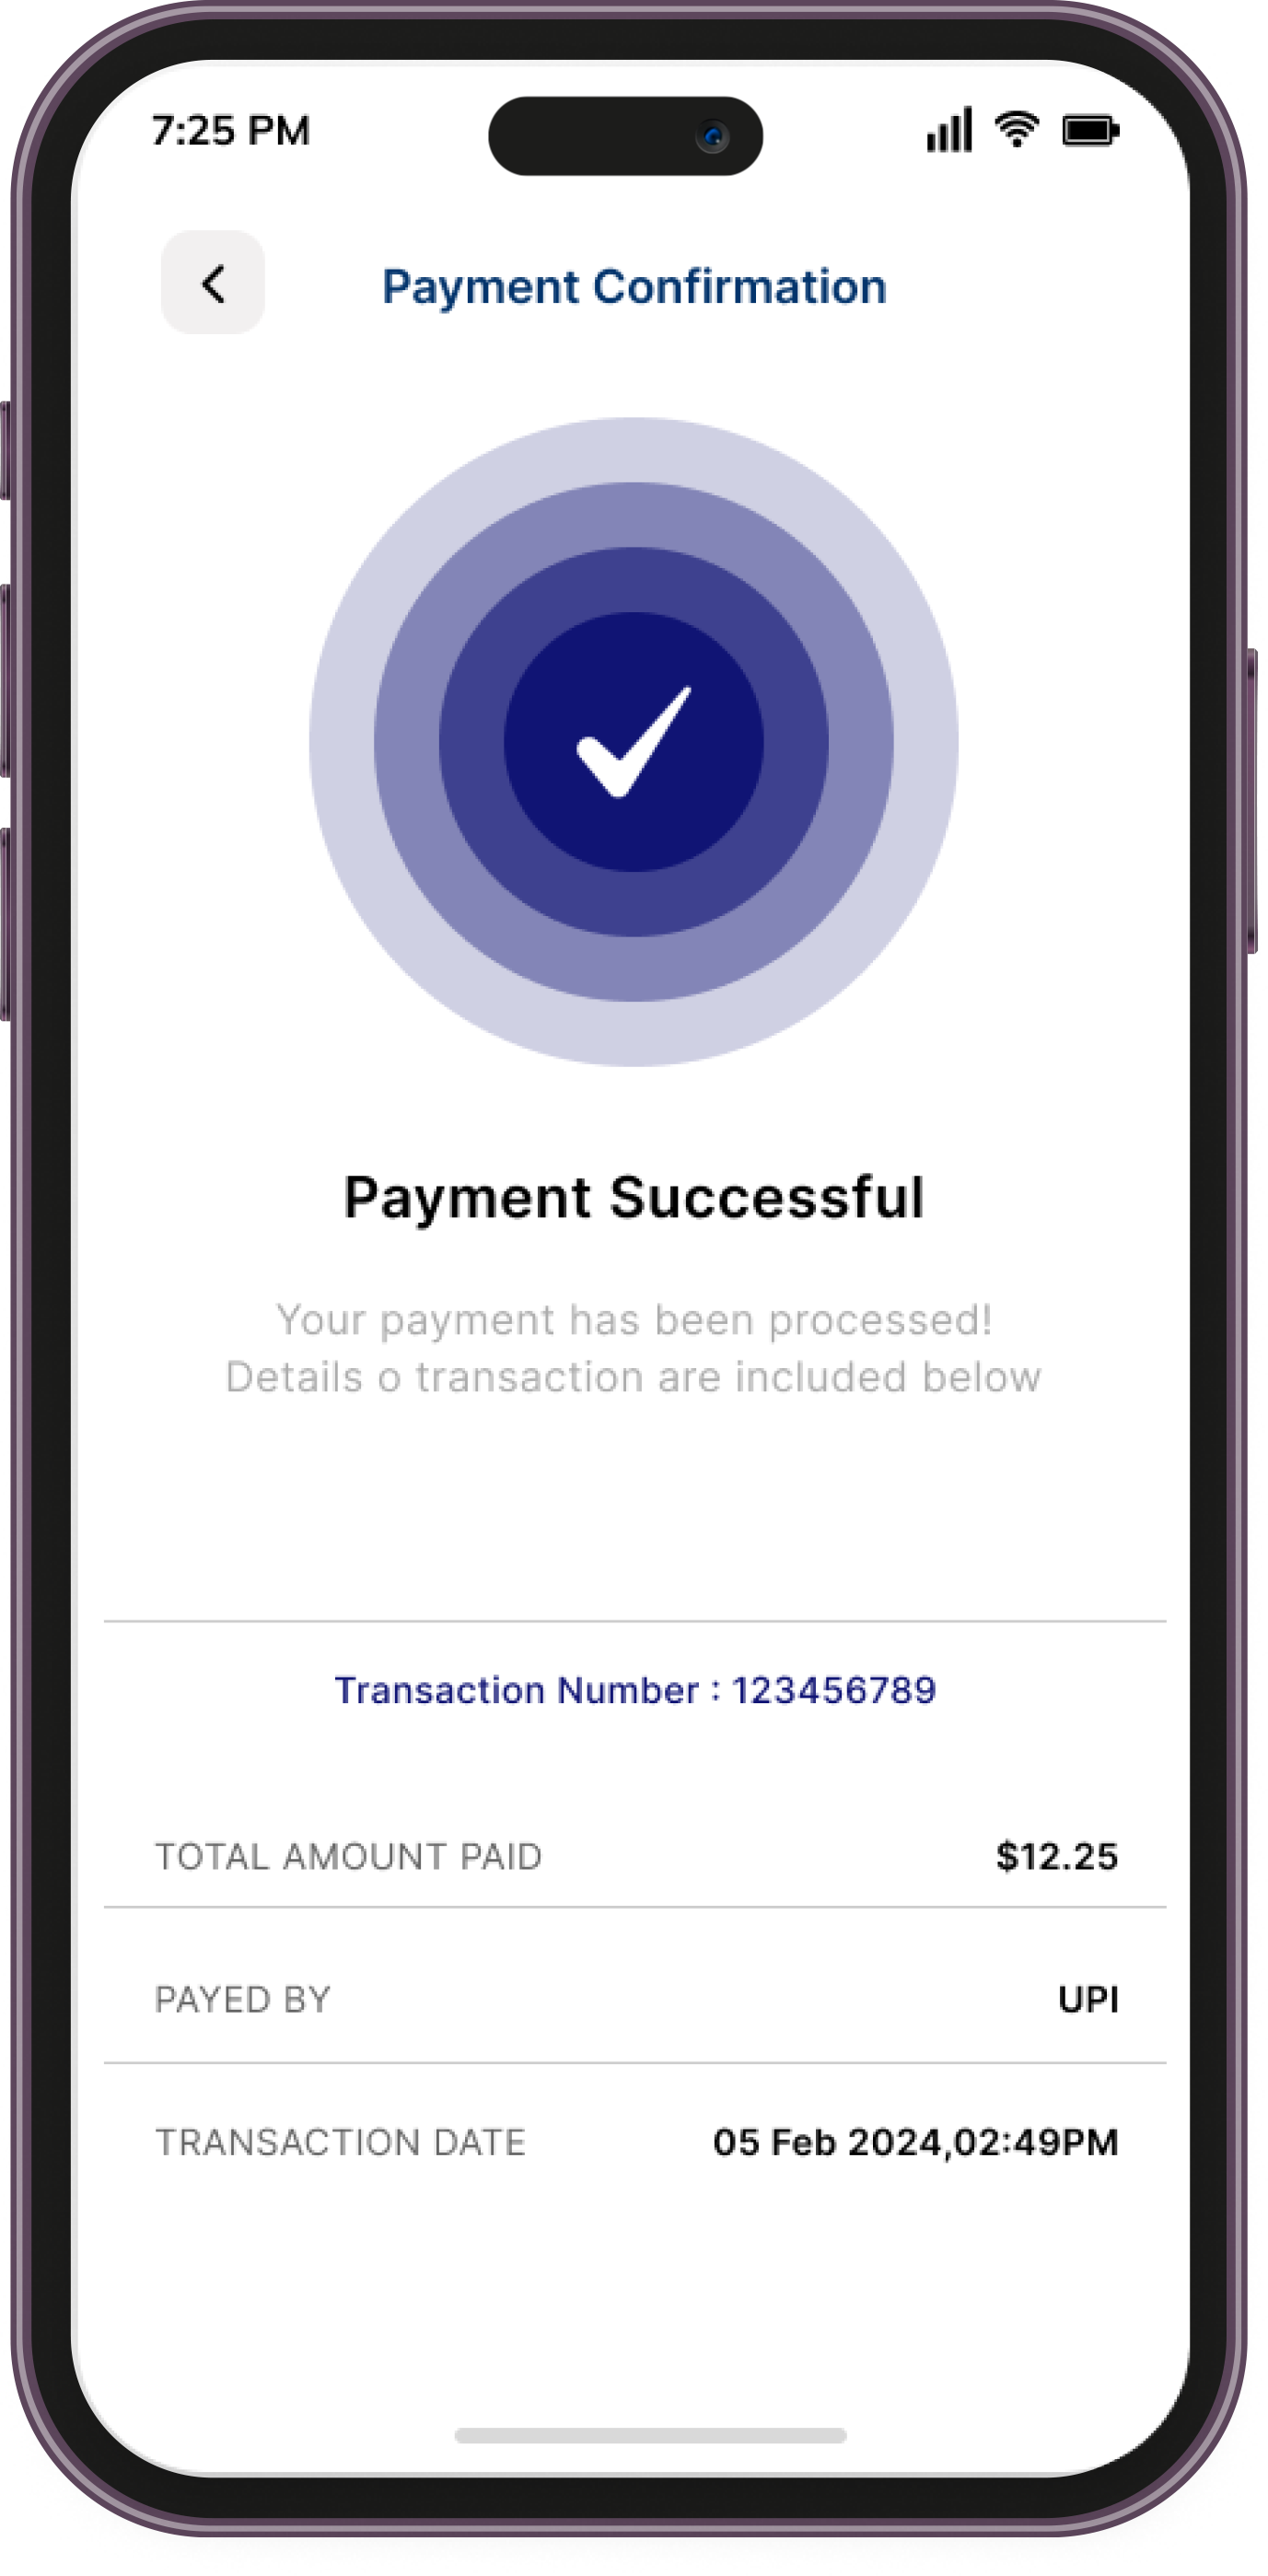 7:25 PM
Payment Confirmation
Payment Successful
Your payment has been processed!
Details o transaction are included below
Transaction Number : 123456789
TOTAL AMOUNT PAID $12.25
PAYED BY UPI
TRANSACTION DATE 05 Feb 2024,02:49PM